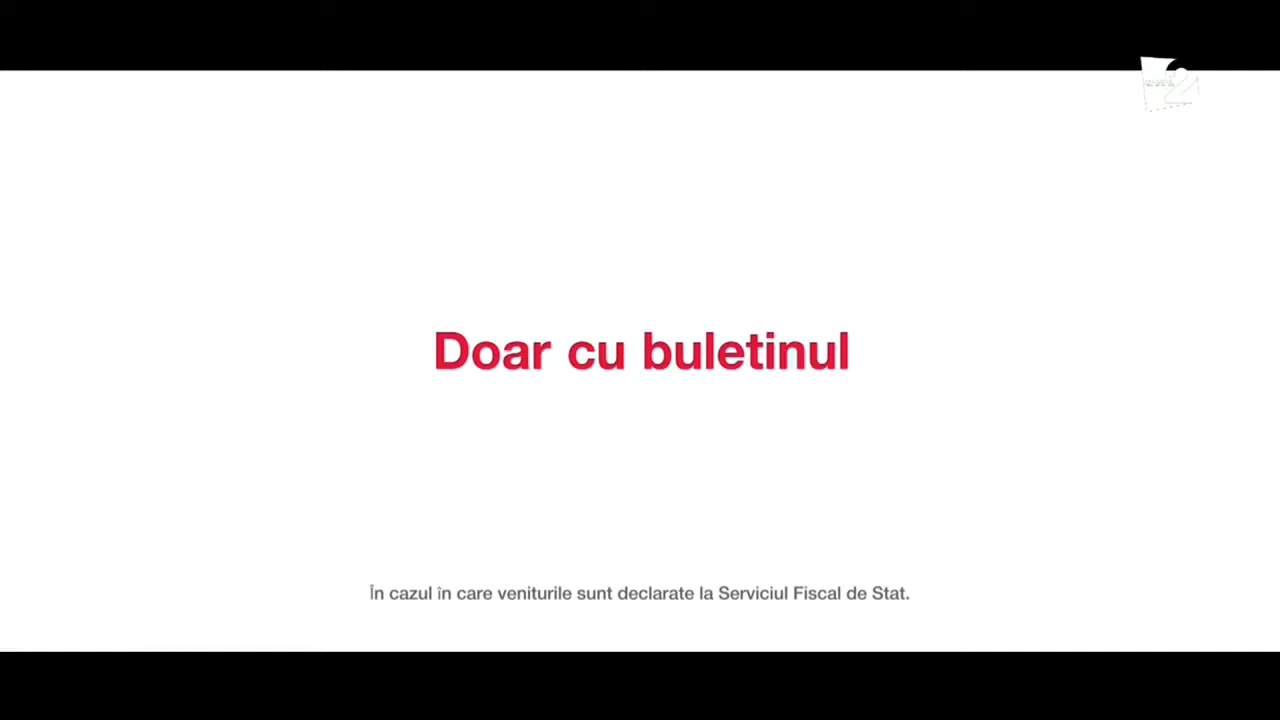 Doar cu buletinul
În cazul în care veniturile sunt declarate la Serviciul Fiscal de Stat.